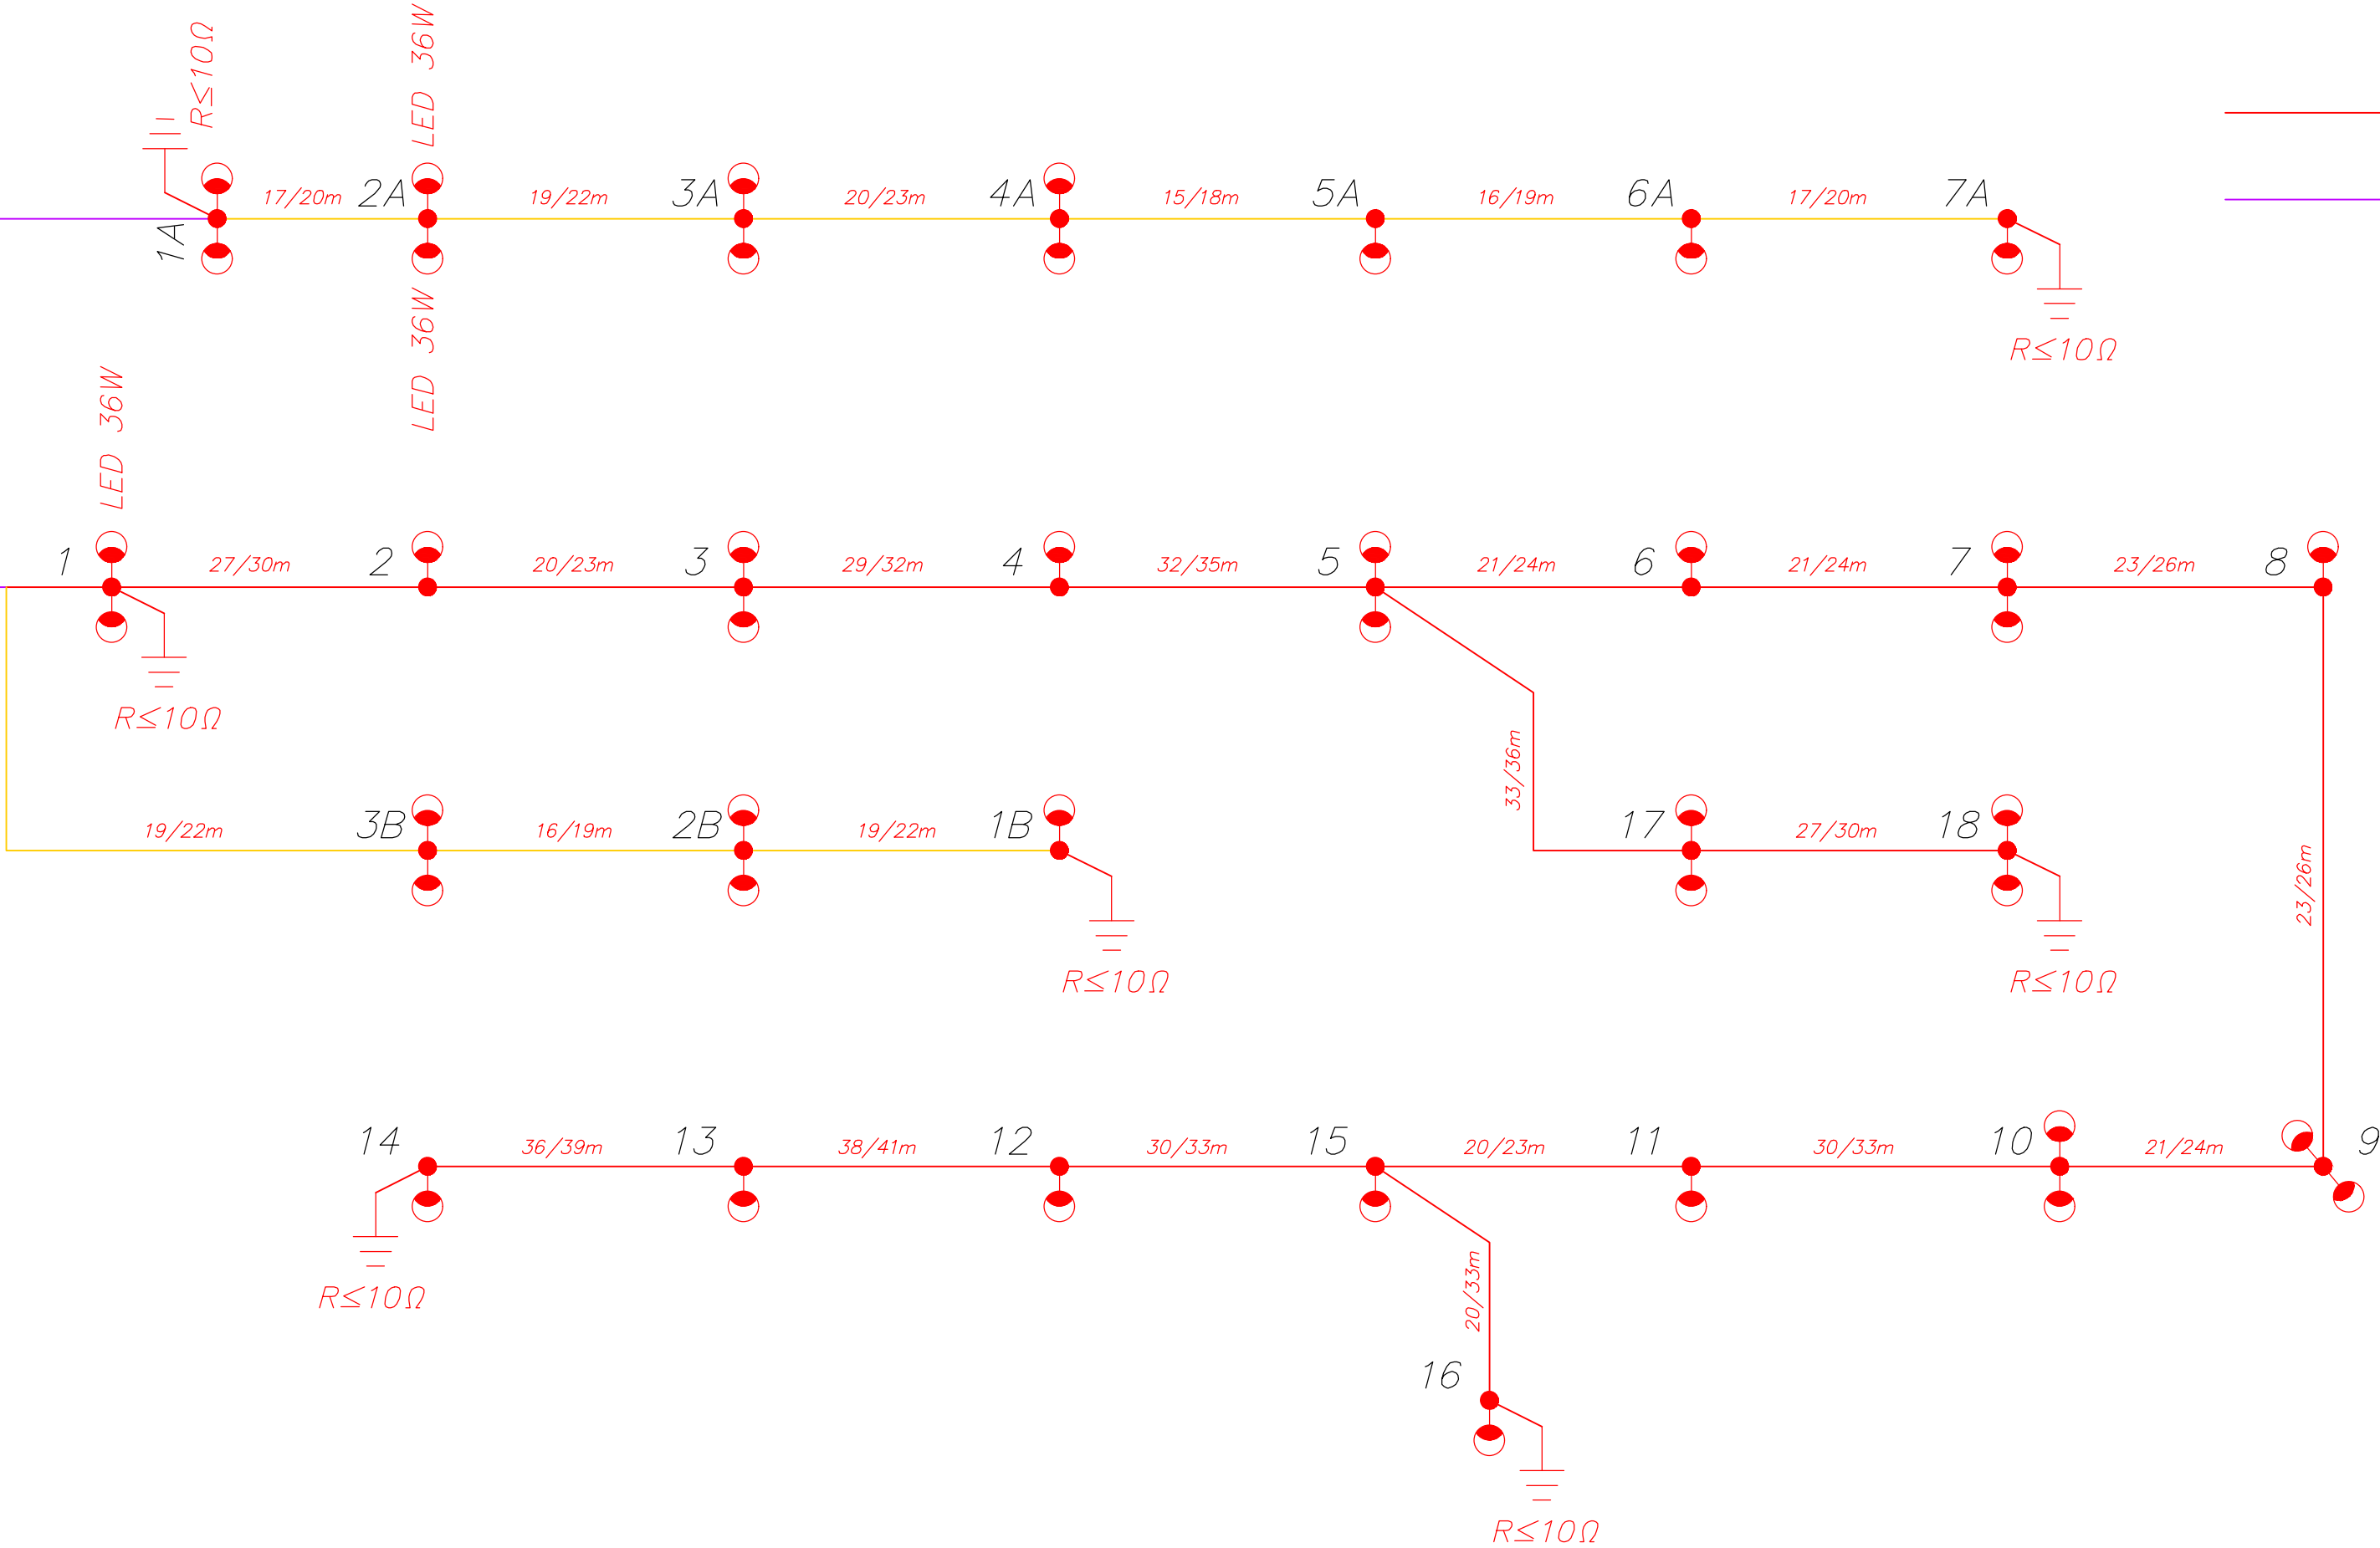 R≤10Ω
LED 36W
17/20m
2A
19/22m
3A
20/23m
4A
15/18m
5A
16/19m
6A
17/20m
7A
1A
LED 36W
R≤10Ω
LED 36W
1
27/30m
2
20/23m
3
29/32m
4
32/35m
5
21/24m
6
21/24m
7
23/26m
8
R≤10Ω
33/36m
19/22m
3B
16/19m
2B
19/22m
1B
17
27/30m
18
23/26m
R≤10Ω
R≤10Ω
14
36/39m
13
38/41m
12
30/33m
15
20/23m
11
30/33m
10
21/24m
9
R≤10Ω
20/33m
16
R≤10Ω